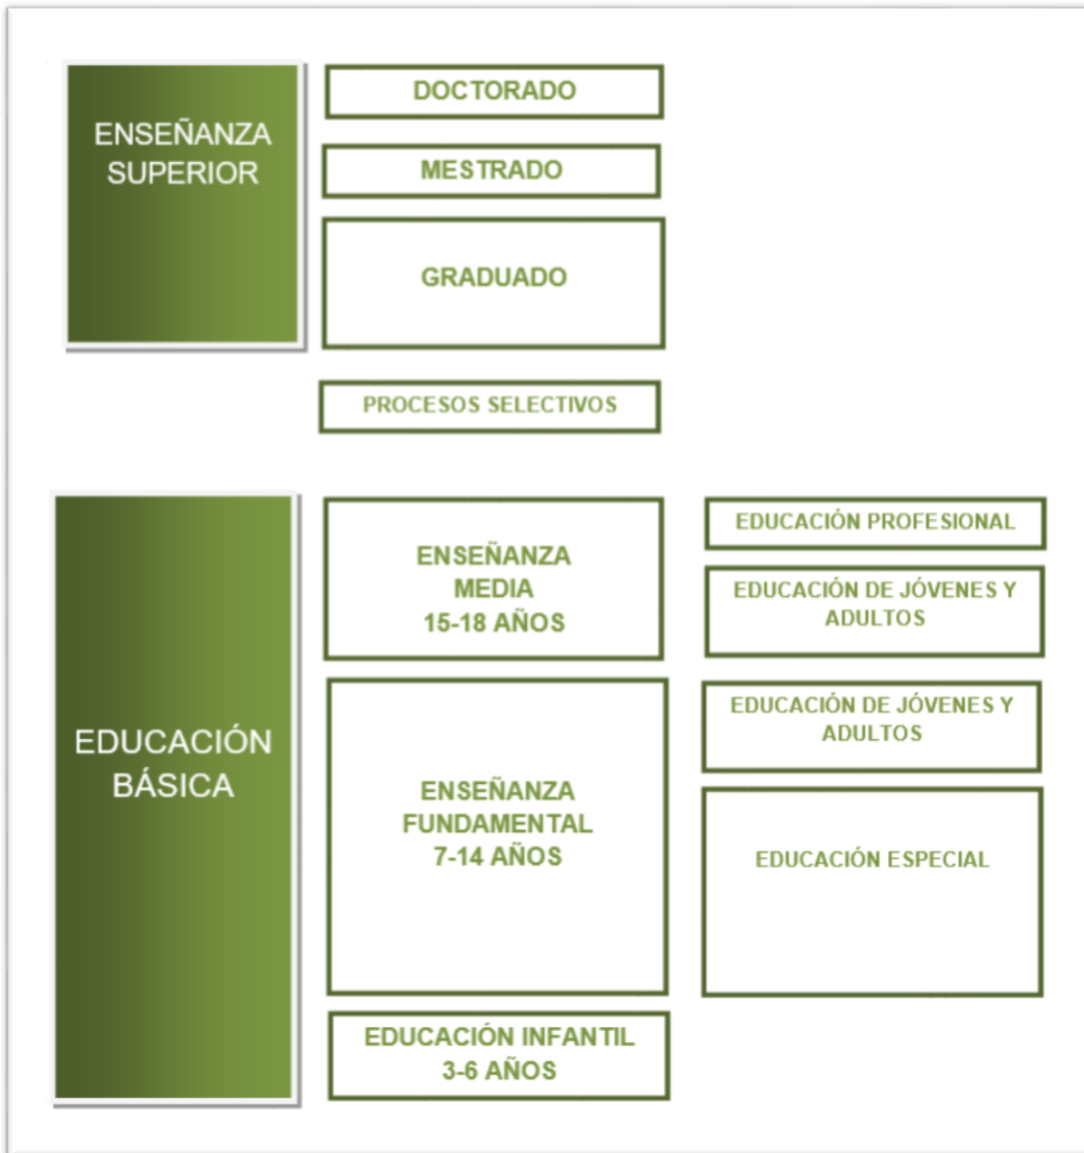 ENSEÑANZA
SUPERIOR
DOCTORADO
MESTRADO
GRADUADO
PROCESOS SELECTIVOS
EDUCACIÓN
BÁSICA
ENSEÑANZA
MEDIA
15-18 AÑOS
ENSEÑANZA
FUNDAMENTAL
7-14 AÑOS
EDUCACIÓN INFANTIL
3-6 AÑOS
EDUCACIÓN PROFESIONAL
EDUCACIÓN DE JÓVENES Y
ADULTOS
EDUCACIÓN DE JÓVENES Y
ADULTOS
EDUCACIÓN ESPECIAL